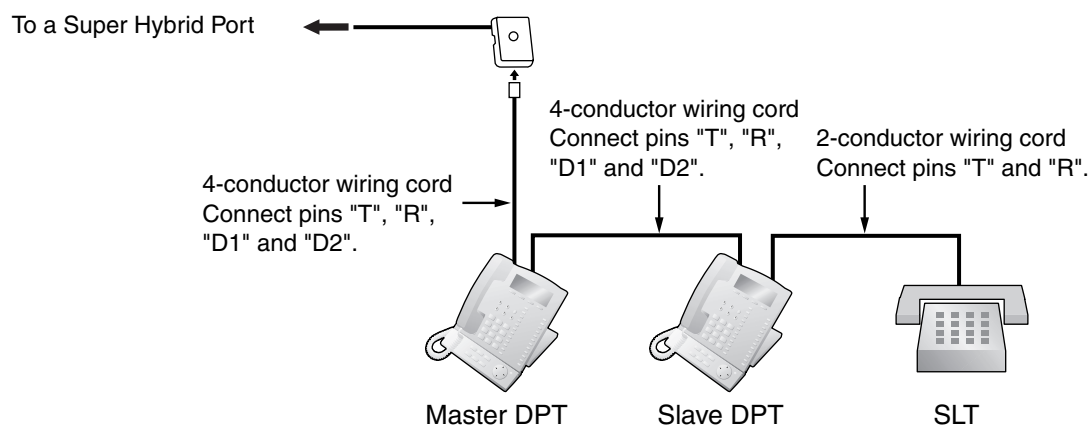 To a Super Hybrid Port
4-conductor wiring cord
Connect pins "T", "R",
"D1" and "D2".
2-conductor wiring cord
Connect pins "T" and "R".
4-conductor wiring cord
Connect pins "T", "R",
"D1" and "D2".
Master DPT
Slave DPT
SLT